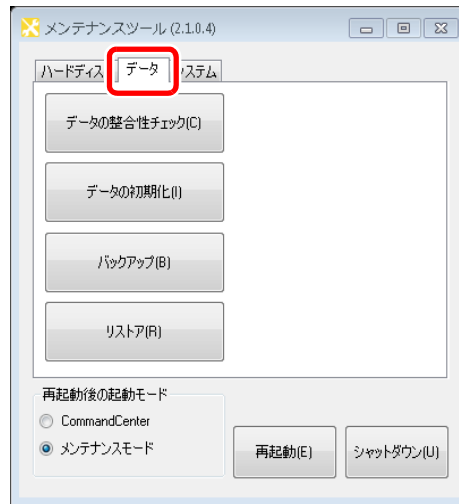 メンテナンスツール (2.1.0.4)
ハードディス データ システム
データの整合性チェック(C)
データの初期化(I)
バックアップ(B)
リストア(R)
再起動後の起動モード
CommandCenter
メンテナンスモード
再起動(E) シャットダウン(U)